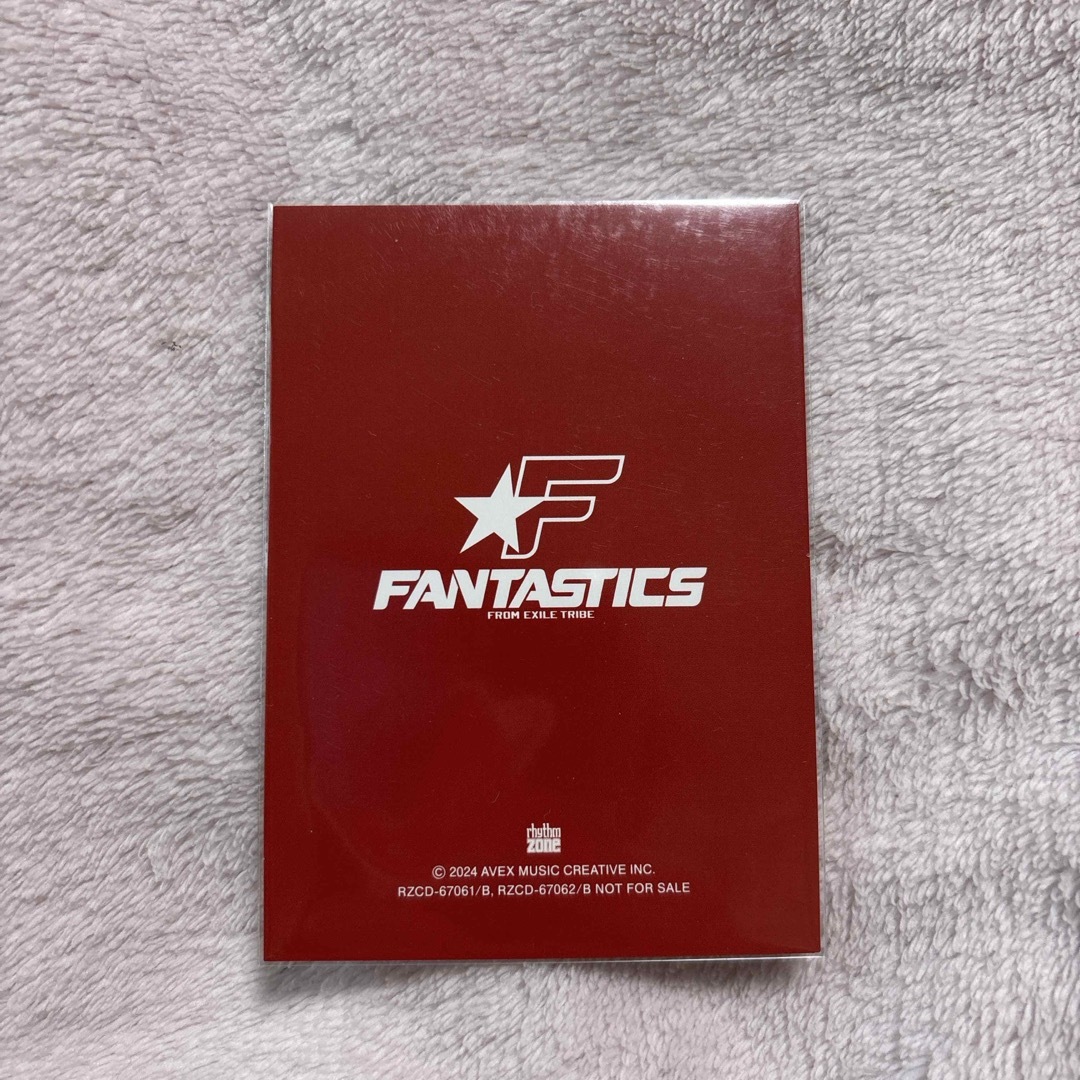 F
FANTASTICS
FROM EXILE TRIBE
rhythm
zone
© 2024 AVEX MUSIC CREATIVE INC.
RZCD-67061/B, RZCD-67062/B NOT FOR SALE